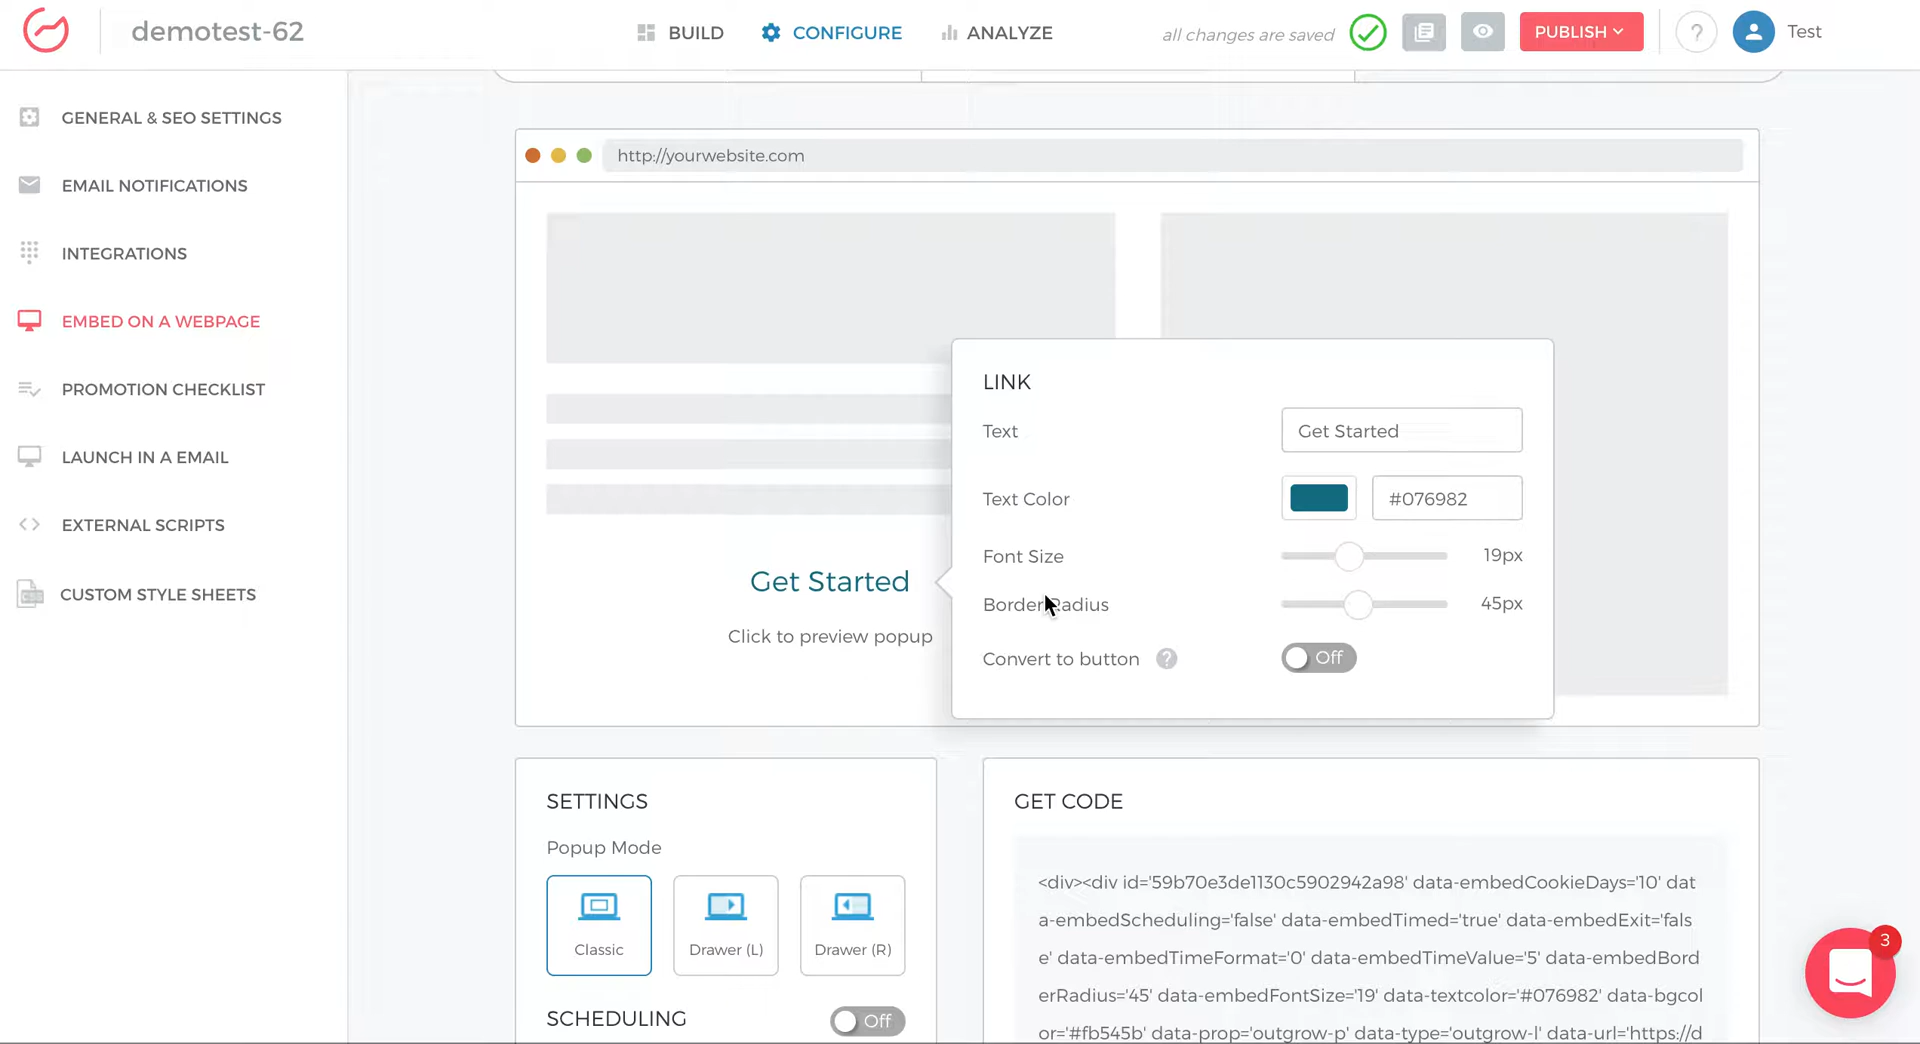 demotest-62
BUILD
CONFIGURE
ANALYZE
all changes are saved
PUBLISH
?
Test
GENERAL & SEO SETTINGS
EMAIL NOTIFICATIONS
INTEGRATIONS
EMBED ON A WEBPAGE
PROMOTION CHECKLIST
LAUNCH IN A EMAIL
EXTERNAL SCRIPTS
CUSTOM STYLE SHEETS
http://yourwebsite.com
Get Started
Click to preview popup
LINK
Text
Get Started
Text Color
#076982
Font Size
19px
Border Radius
45px
Convert to button ?
Off
SETTINGS
Popup Mode
Classic
Drawer (L)
Drawer (R)
SCHEDULING
Off
GET CODE
<div><div id='59b70e3de1130c5902942a98' data-embedCookieDays='10' dat
a-embedScheduling='false' data-embedTimed='true' data-embedExit='fals
e' data-embedTimeFormat='0' data-embedTimeValue='5' data-embedBord
erRadius='45' data-embedFontSize='19' data-textcolor='#076982' data-bgcol
or='#fb545b' data-prop='outgrow-p' data-type='outgrow-l' data-url='https://d
3